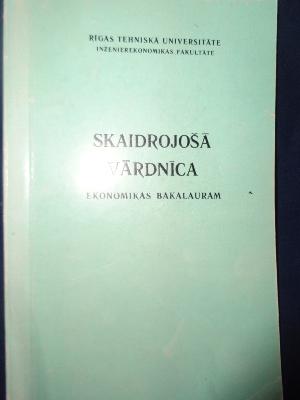 RĪGAS TEHNISKĀ UNIVERSITĀTE
INŽENIEREKONOMIKAS FAKULTĀTE
SKAIDROJOŠĀ
VĀRDNĪCA
EKONOMIKAS BAKALAURAM